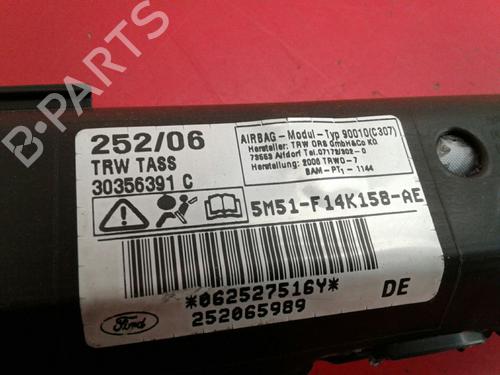 252/06
TRW TASS
30356391 C
AIRBAG - Modul - Typ 90010(C307)
Hersteller: TRW ORS GmbH&Co KG
73553 Alfdorf Tel.07172/302-0
Herstellung: 2006 TRWO-7
BAM-PT1 - 1144
5M51-F14K158-AE
*062527516Y*
252065989
DE
Ford
B-PARTS